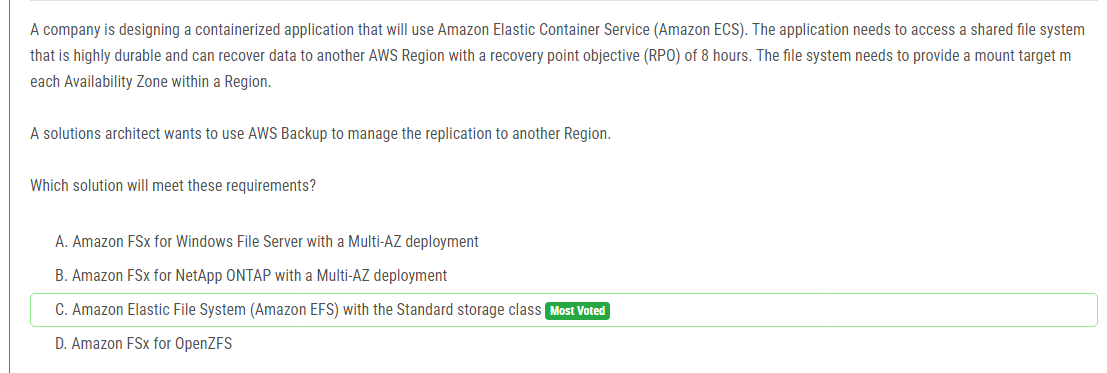 A company is designing a containerized application that will use Amazon Elastic Container Service (Amazon ECS). The application needs to access a shared file system
that is highly durable and can recover data to another AWS Region with a recovery point objective (RPO) of 8 hours. The file system needs to provide a mount target m
each Availability Zone within a Region.
A solutions architect wants to use AWS Backup to manage the replication to another Region.
Which solution will meet these requirements?
A. Amazon FSx for Windows File Server with a Multi-AZ deployment
B. Amazon FSx for NetApp ONTAP with a Multi-AZ deployment
C. Amazon Elastic File System (Amazon EFS) with the Standard storage class Most Voted
D. Amazon FSx for OpenZFS